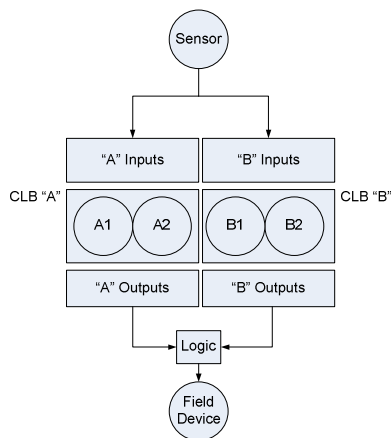 Sensor
“A” Inputs
“B” Inputs
CLB “A”
CLB “B”
A1
A2
B1
B2
“A” Outputs
“B” Outputs
Logic
Field
Device